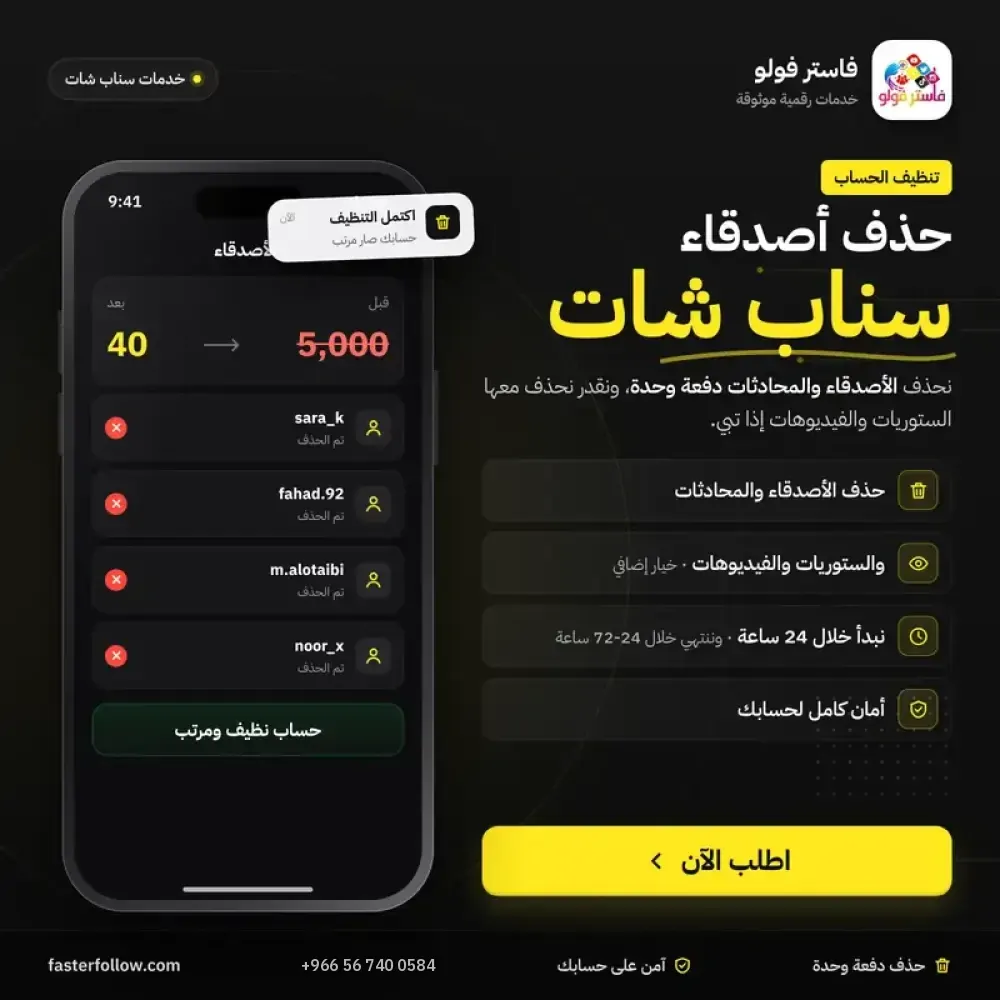 فاستر فولو
فاستر فولو
خدمات رقمية موثوقة
خدمات سناب شات
تنظيف الحساب
حذف أصدقاء
سناب شات
نحذف الأصدقاء والمحادثات دفعة وحدة، ونقدر نحذف معها
الستوريات والفيديوهات إذا تبي.
حذف الأصدقاء والمحادثات
والستوريات والفيديوهات · خيار إضافي
نبدأ خلال 24 ساعة · وننتهي خلال 24-72 ساعة
أمان كامل لحسابك
اطلب الآن
9:41
اكتمل التنظيف
الآن
حسابك صار مرتب
الأصدقاء
قبل
بعد
5,000
40
sara_k
تم الحذف
fahad.92
تم الحذف
m.alotaibi
تم الحذف
noor_x
تم الحذف
حساب نظيف ومرتب
حذف دفعة وحدة
آمن على حسابك
+966 56 740 0584
fasterfollow.com